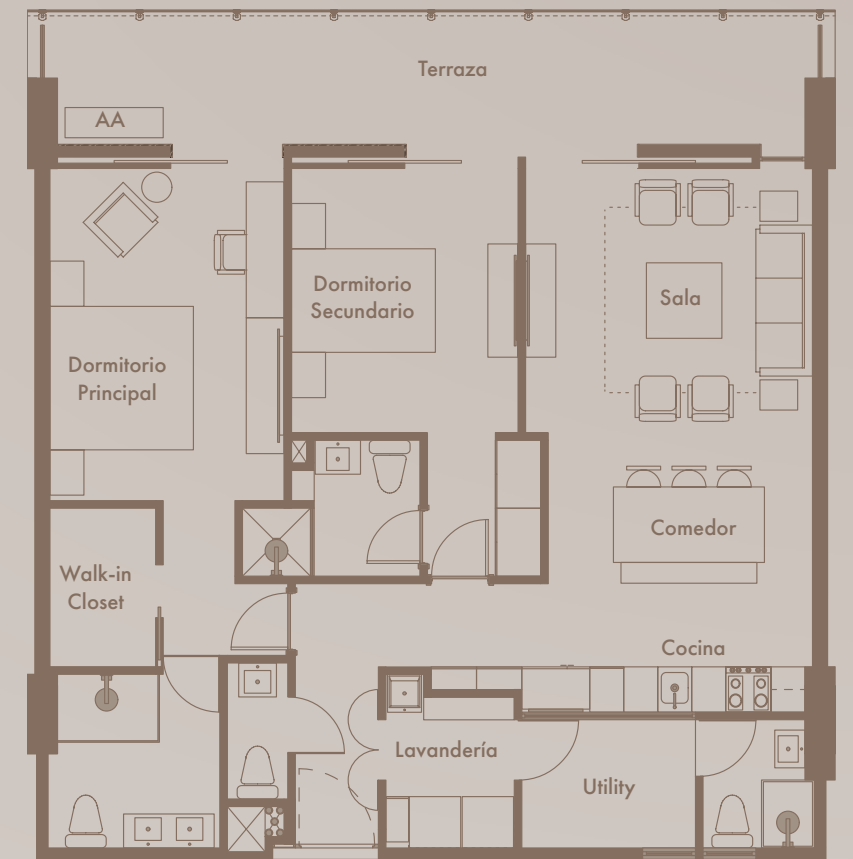 Terraza
AA
Dormitorio
Secundario
Sala
Dormitorio
Principal
Comedor
Walk-in
Closet
Cocina
Lavandería
Utility